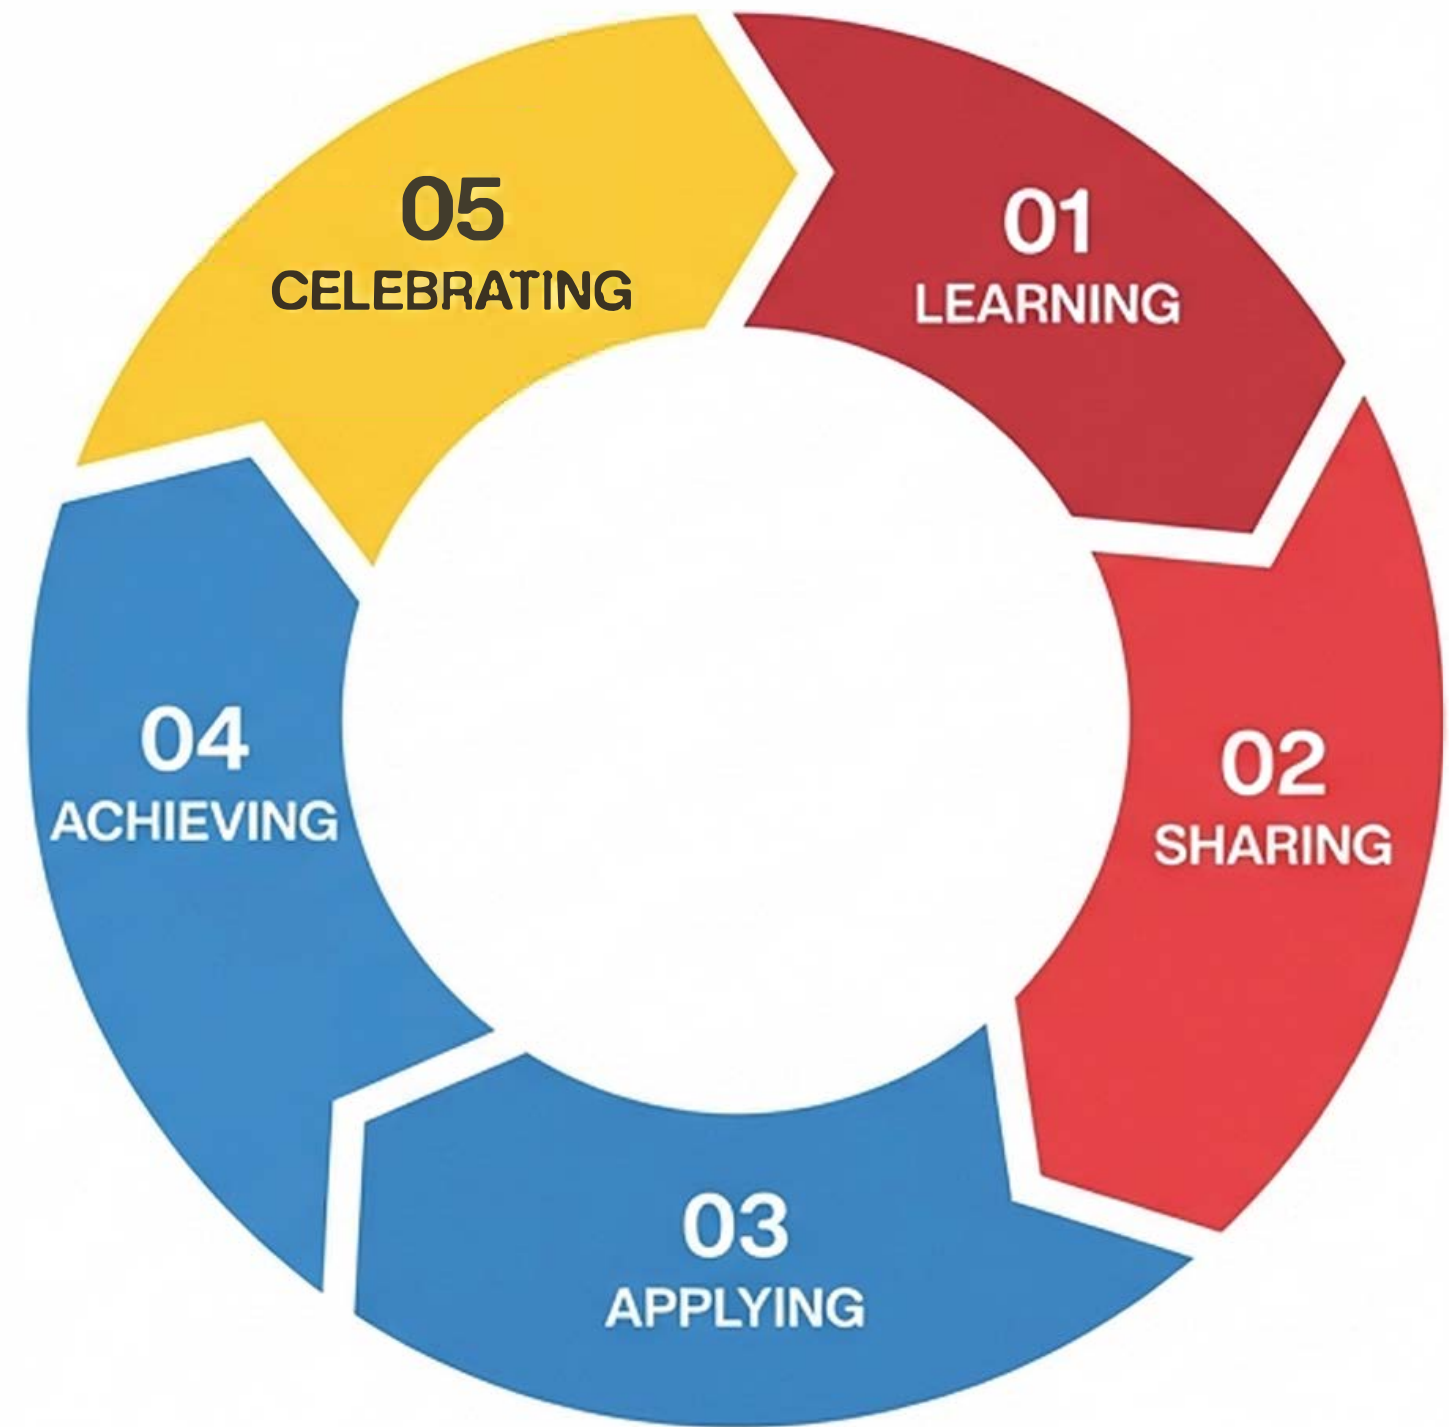 01
LEARNING
02
SHARING
03
APPLYING
04
ACHIEVING
05
CELEBRATING